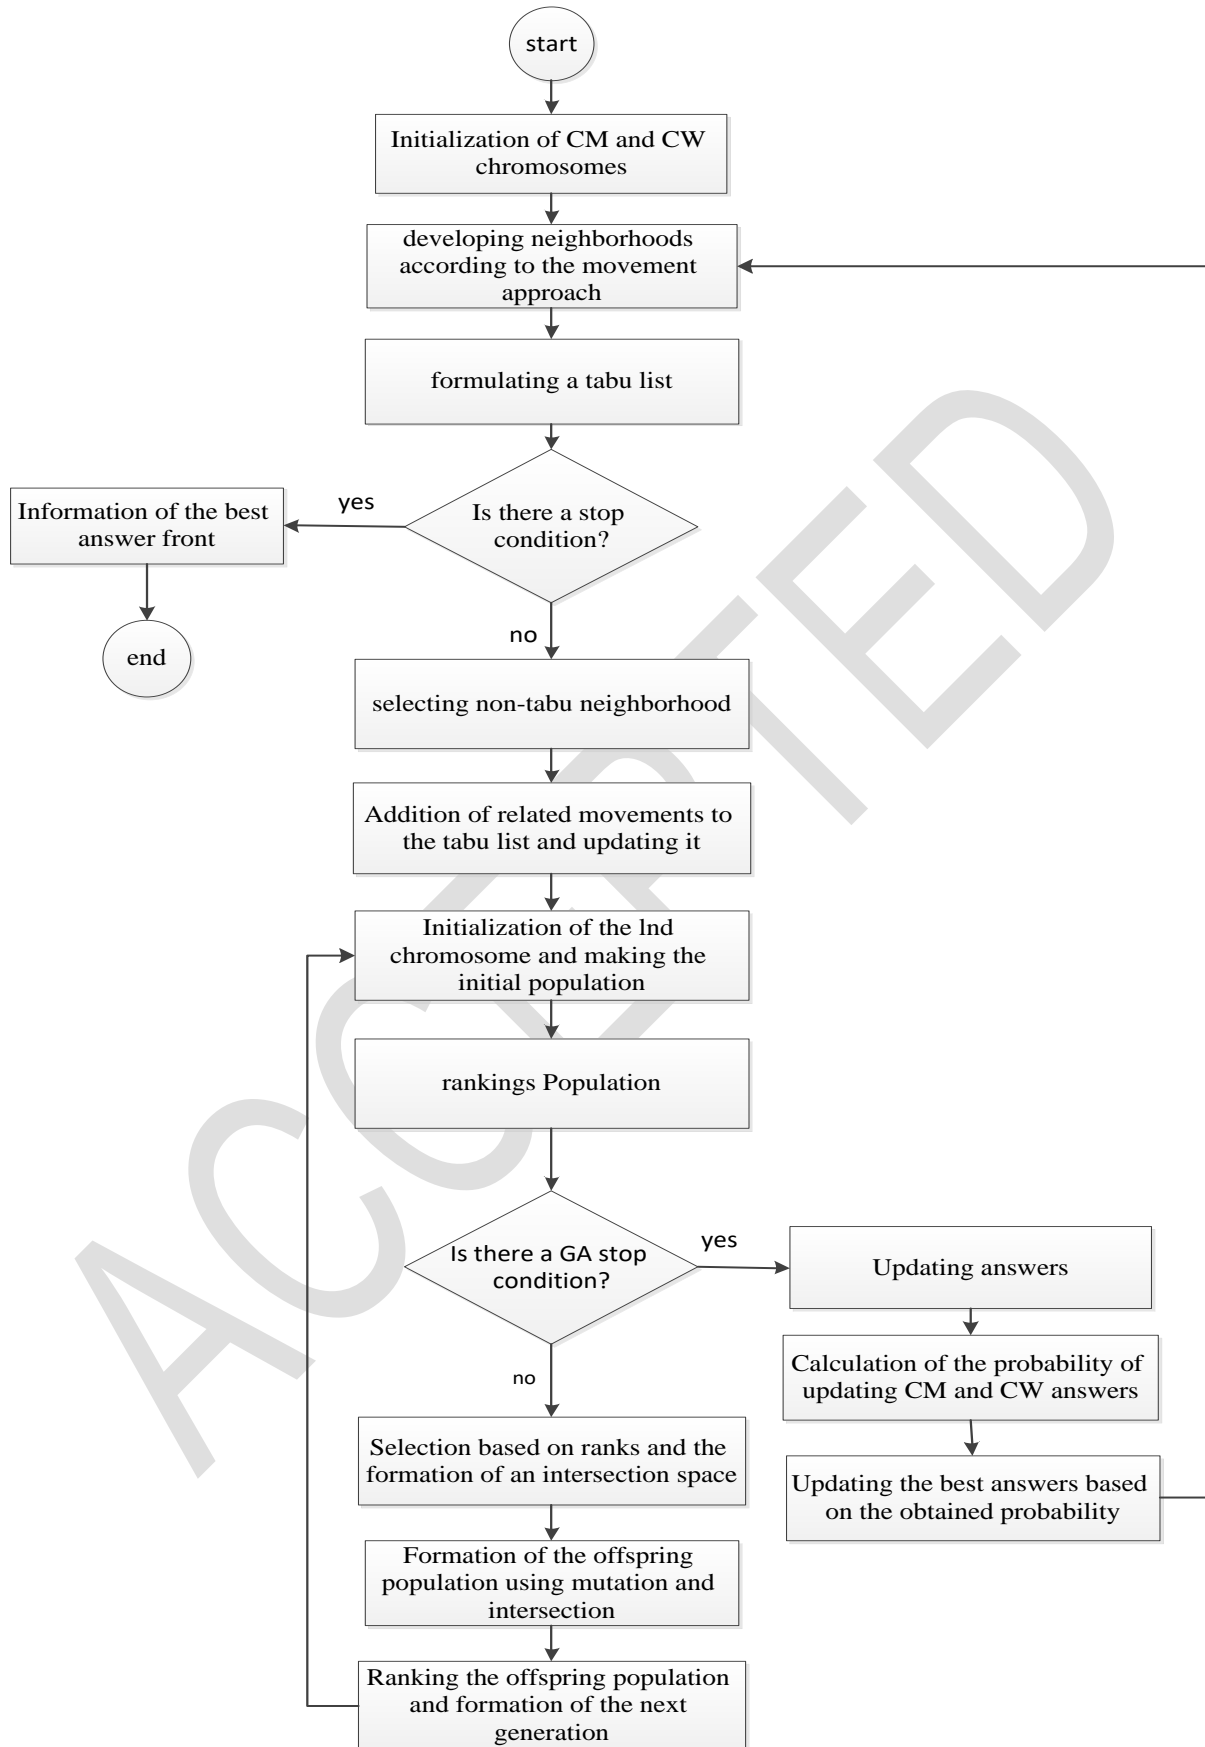 start
Initialization of CM and CW
chromosomes
developing neighborhoods
according to the movement
approach
formulating a tabu list
Is there a stop
condition?
yes
Information of the best
answer front
end
no
selecting non-tabu neighborhood
Addition of related movements to
the tabu list and updating it
Initialization of the lnd
chromosome and making the
initial population
rankings Population
Is there a GA stop
condition?
yes
Updating answers
Calculation of the probability of
updating CM and CW answers
Updating the best answers based
on the obtained probability
no
Selection based on ranks and the
formation of an intersection space
Formation of the offspring
population using mutation and
intersection
Ranking the offspring population
and formation of the next
generation
ACCEPTED